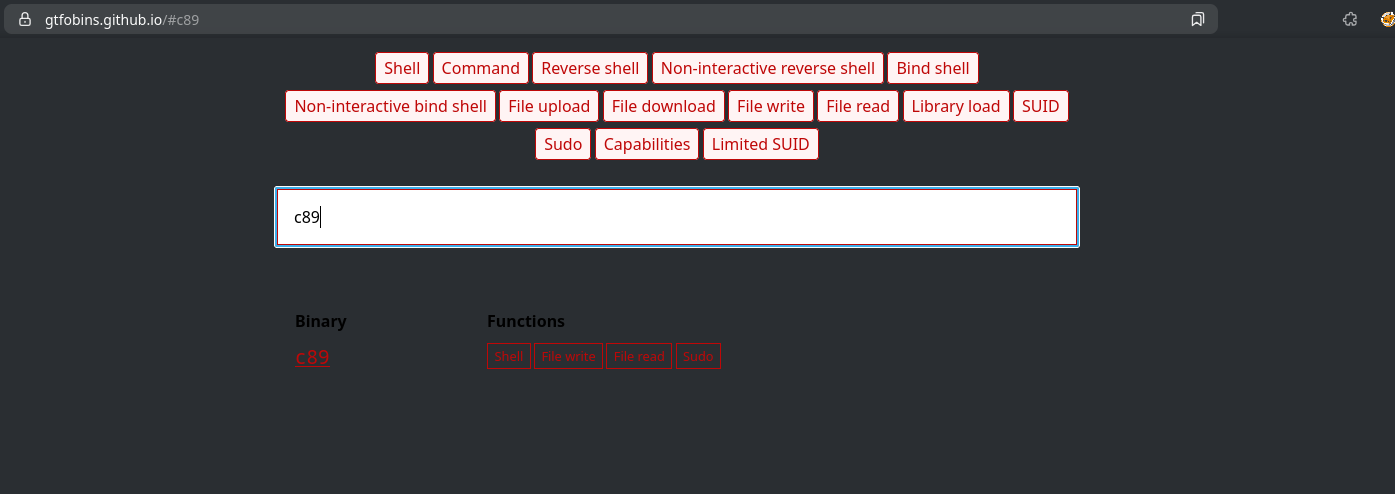 gtfobins.github.io/#c89
Shell Command Reverse shell Non-interactive reverse shell Bind shell
Non-interactive bind shell File upload File download File write File read Library load SUID
Sudo Capabilities Limited SUID
c89
Binary Functions
c89 Shell File write File read Sudo